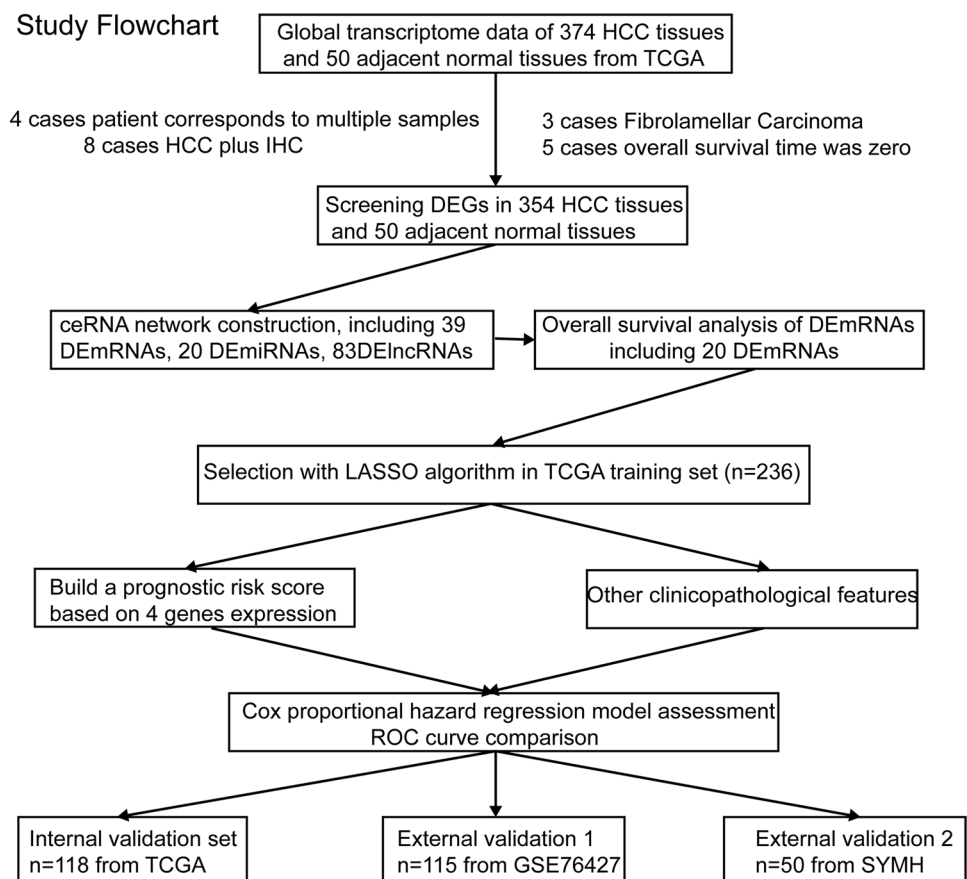 Study Flowchart
Global transcriptome data of 374 HCC tissues
and 50 adjacent normal tissues from TCGA
4 cases patient corresponds to multiple samples
8 cases HCC plus IHC
3 cases Fibrolamellar Carcinoma
5 cases overall survival time was zero
Screening DEGs in 354 HCC tissues
and 50 adjacent normal tissues
ceRNA network construction, including 39
DEmRNAs, 20 DEmiRNAs, 83DElncRNAs
Overall survival analysis of DEmRNAs
including 20 DEmRNAs
Selection with LASSO algorithm in TCGA training set (n=236)
Build a prognostic risk score
based on 4 genes expression
Other clinicopathological features
Cox proportional hazard regression model assessment
ROC curve comparison
Internal validation set
n=118 from TCGA
External validation 1
n=115 from GSE76427
External validation 2
n=50 from SYMH